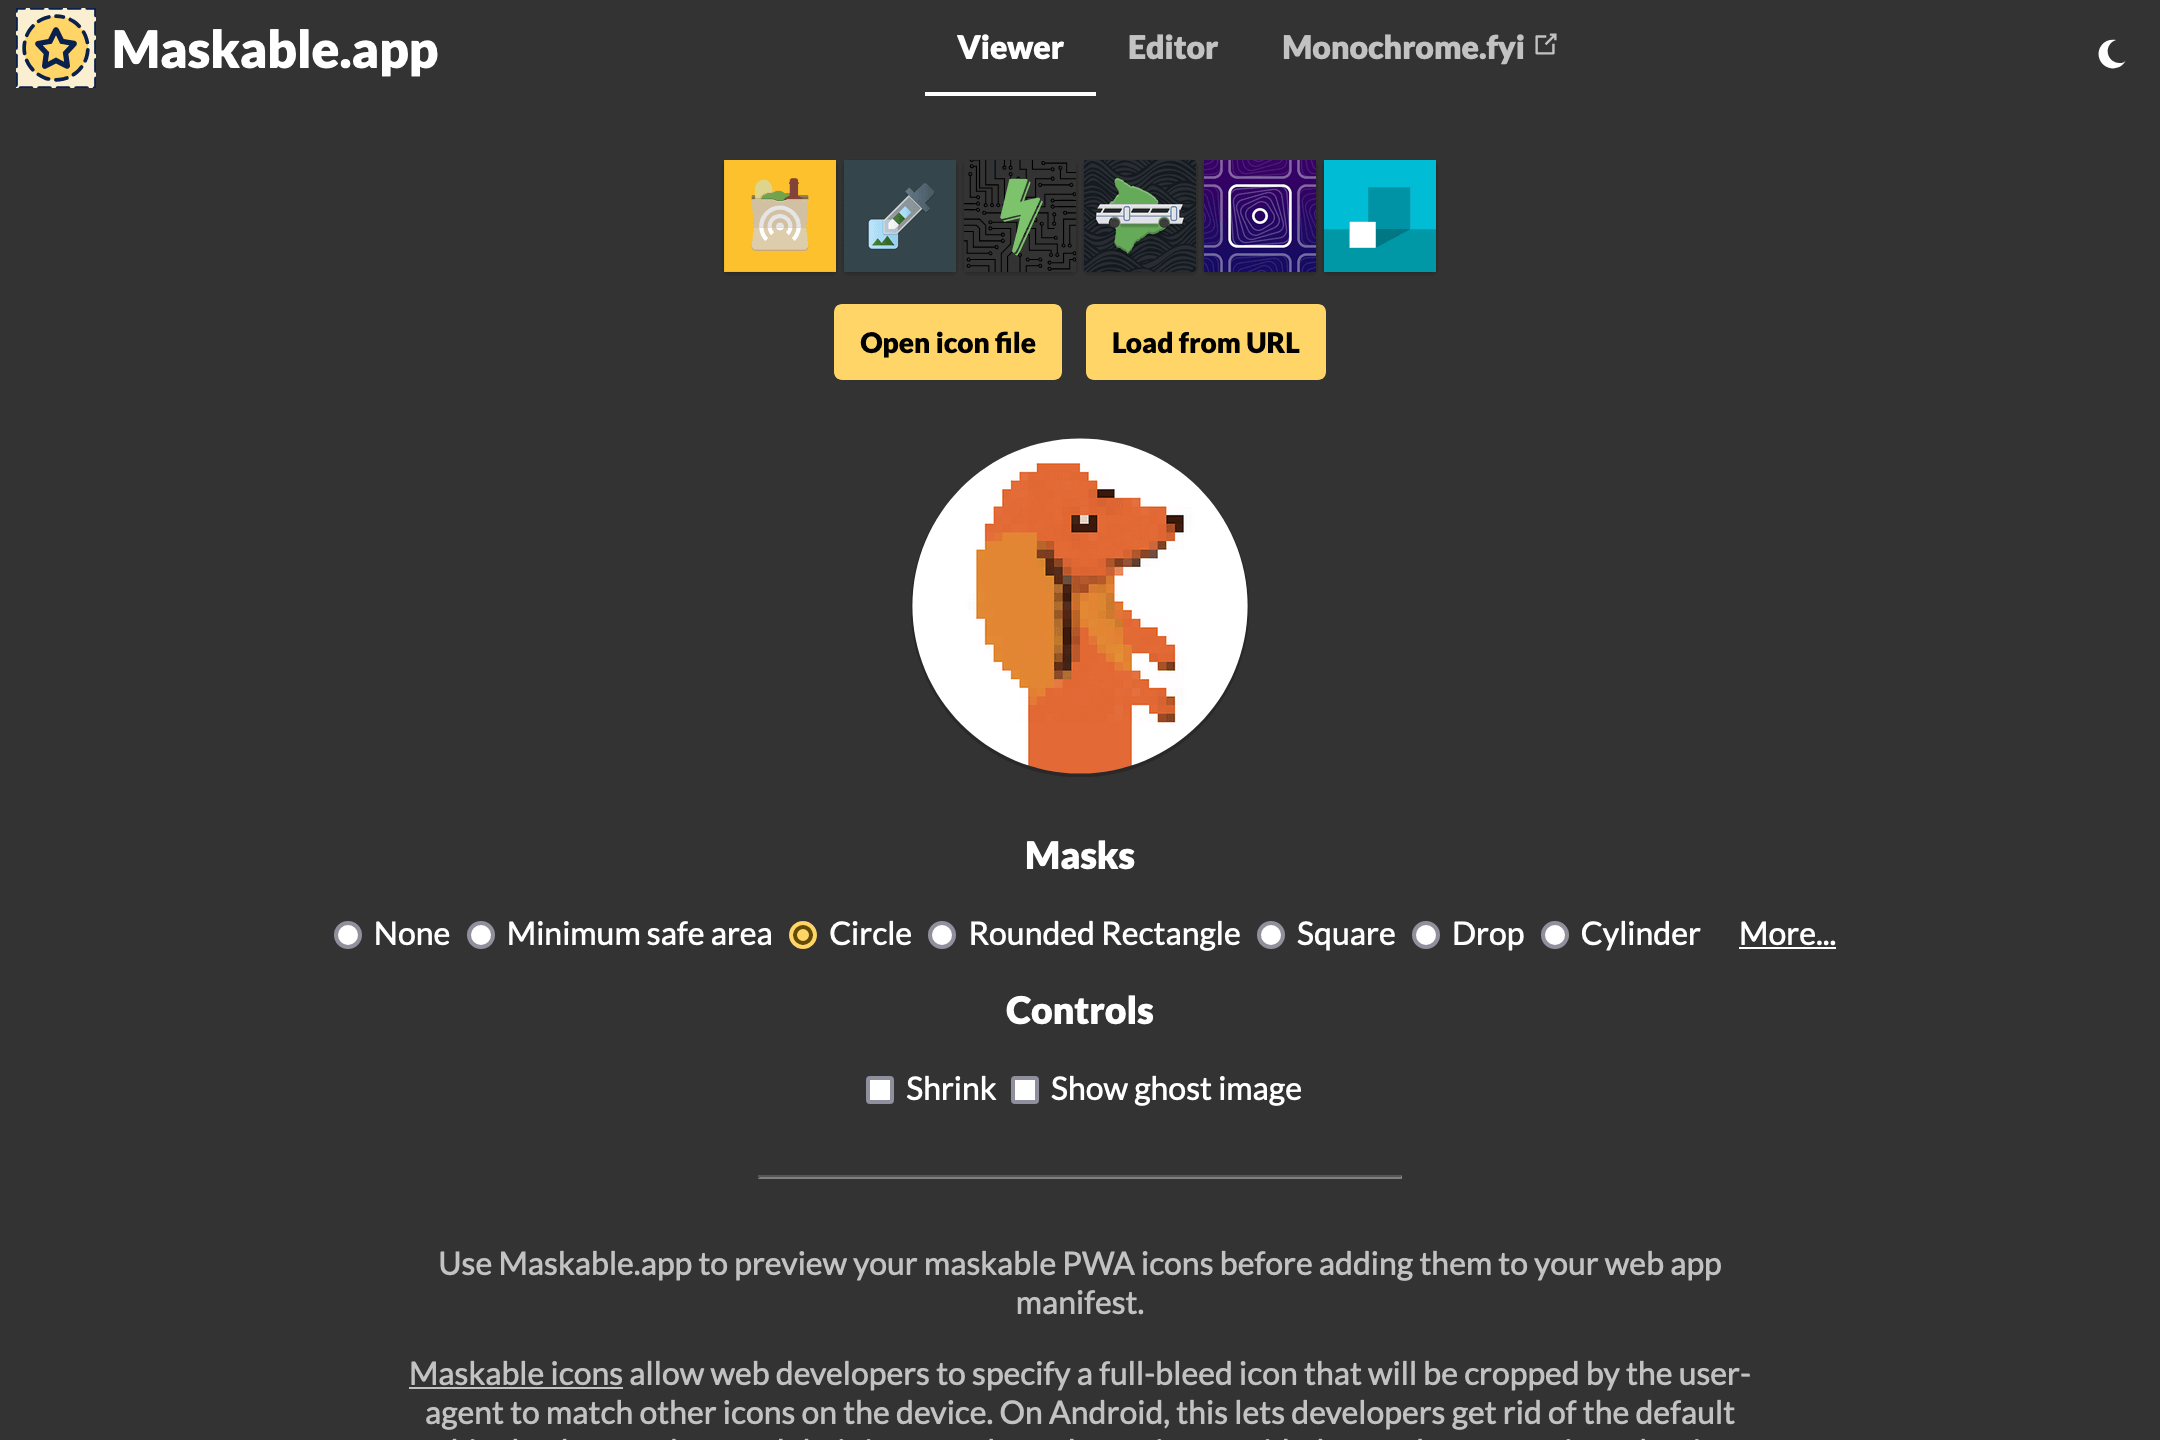 Maskable.app
Viewer
Editor
Monochrome.fyi
Open icon file
Load from URL
Masks
None
Minimum safe area
Circle
Rounded Rectangle
Square
Drop
Cylinder
More...
Controls
Shrink
Show ghost image
Use Maskable.app to preview your maskable PWA icons before adding them to your web app
manifest.
Maskable icons allow web developers to specify a full-bleed icon that will be cropped by the user-
agent to match other icons on the device. On Android, this lets developers get rid of the default